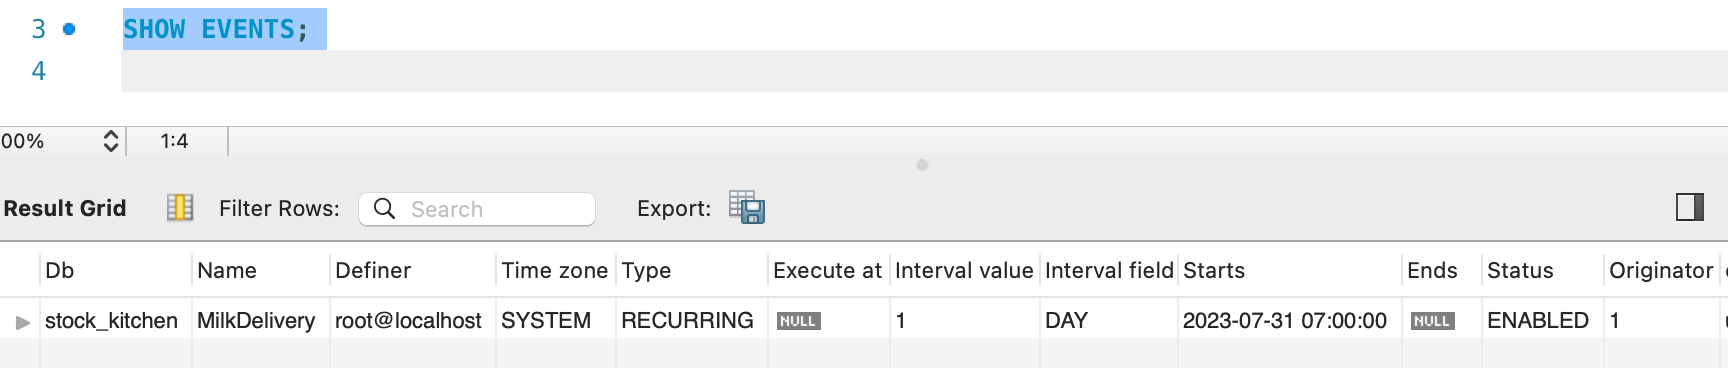 3 SHOW EVENTS;
4
00% 1:4
Result Grid Filter Rows: Search Export:
Db Name Definer Time zone Type Execute at Interval value Interval field Starts Ends Status Originator
stock_kitchen MilkDelivery root@localhost SYSTEM RECURRING NULL 1 DAY 2023-07-31 07:00:00 NULL ENABLED 1